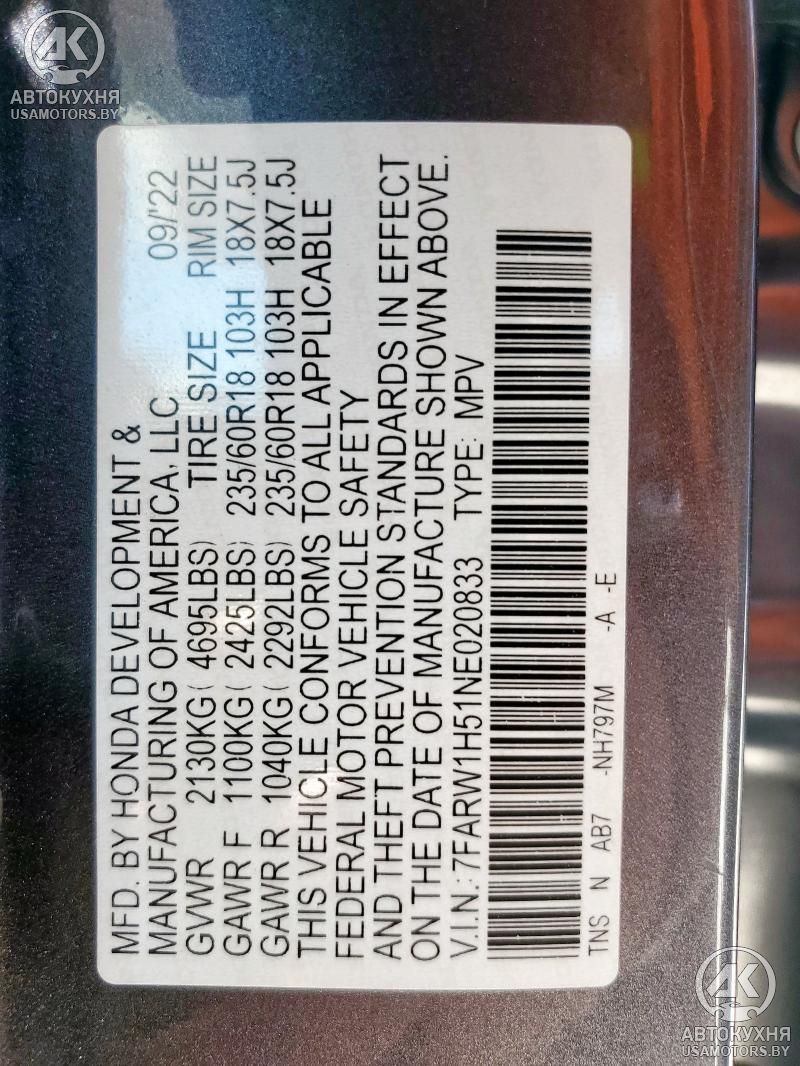 AK
АВТОКУХНЯ
USAMOTORS.BY
MFD. BY HONDA DEVELOPMENT &
MANUFACTURING OF AMERICA, LLC 09/'22
GVWR 2130KG( 4695LBS) TIRE SIZE RIM SIZE
GAWR F 1100KG( 2425LBS) 235/60R18 103H 18X7.5J
GAWR R 1040KG( 2292LBS) 235/60R18 103H 18X7.5J
THIS VEHICLE CONFORMS TO ALL APPLICABLE
FEDERAL MOTOR VEHICLE SAFETY
AND THEFT PREVENTION STANDARDS IN EFFECT
ON THE DATE OF MANUFACTURE SHOWN ABOVE.
V.I.N.: 7FARW1H51NE020833 TYPE: MPV
TNS N AB7 -NH797M -A -E
AK
АВТОКУХНЯ
USAMOTORS.BY